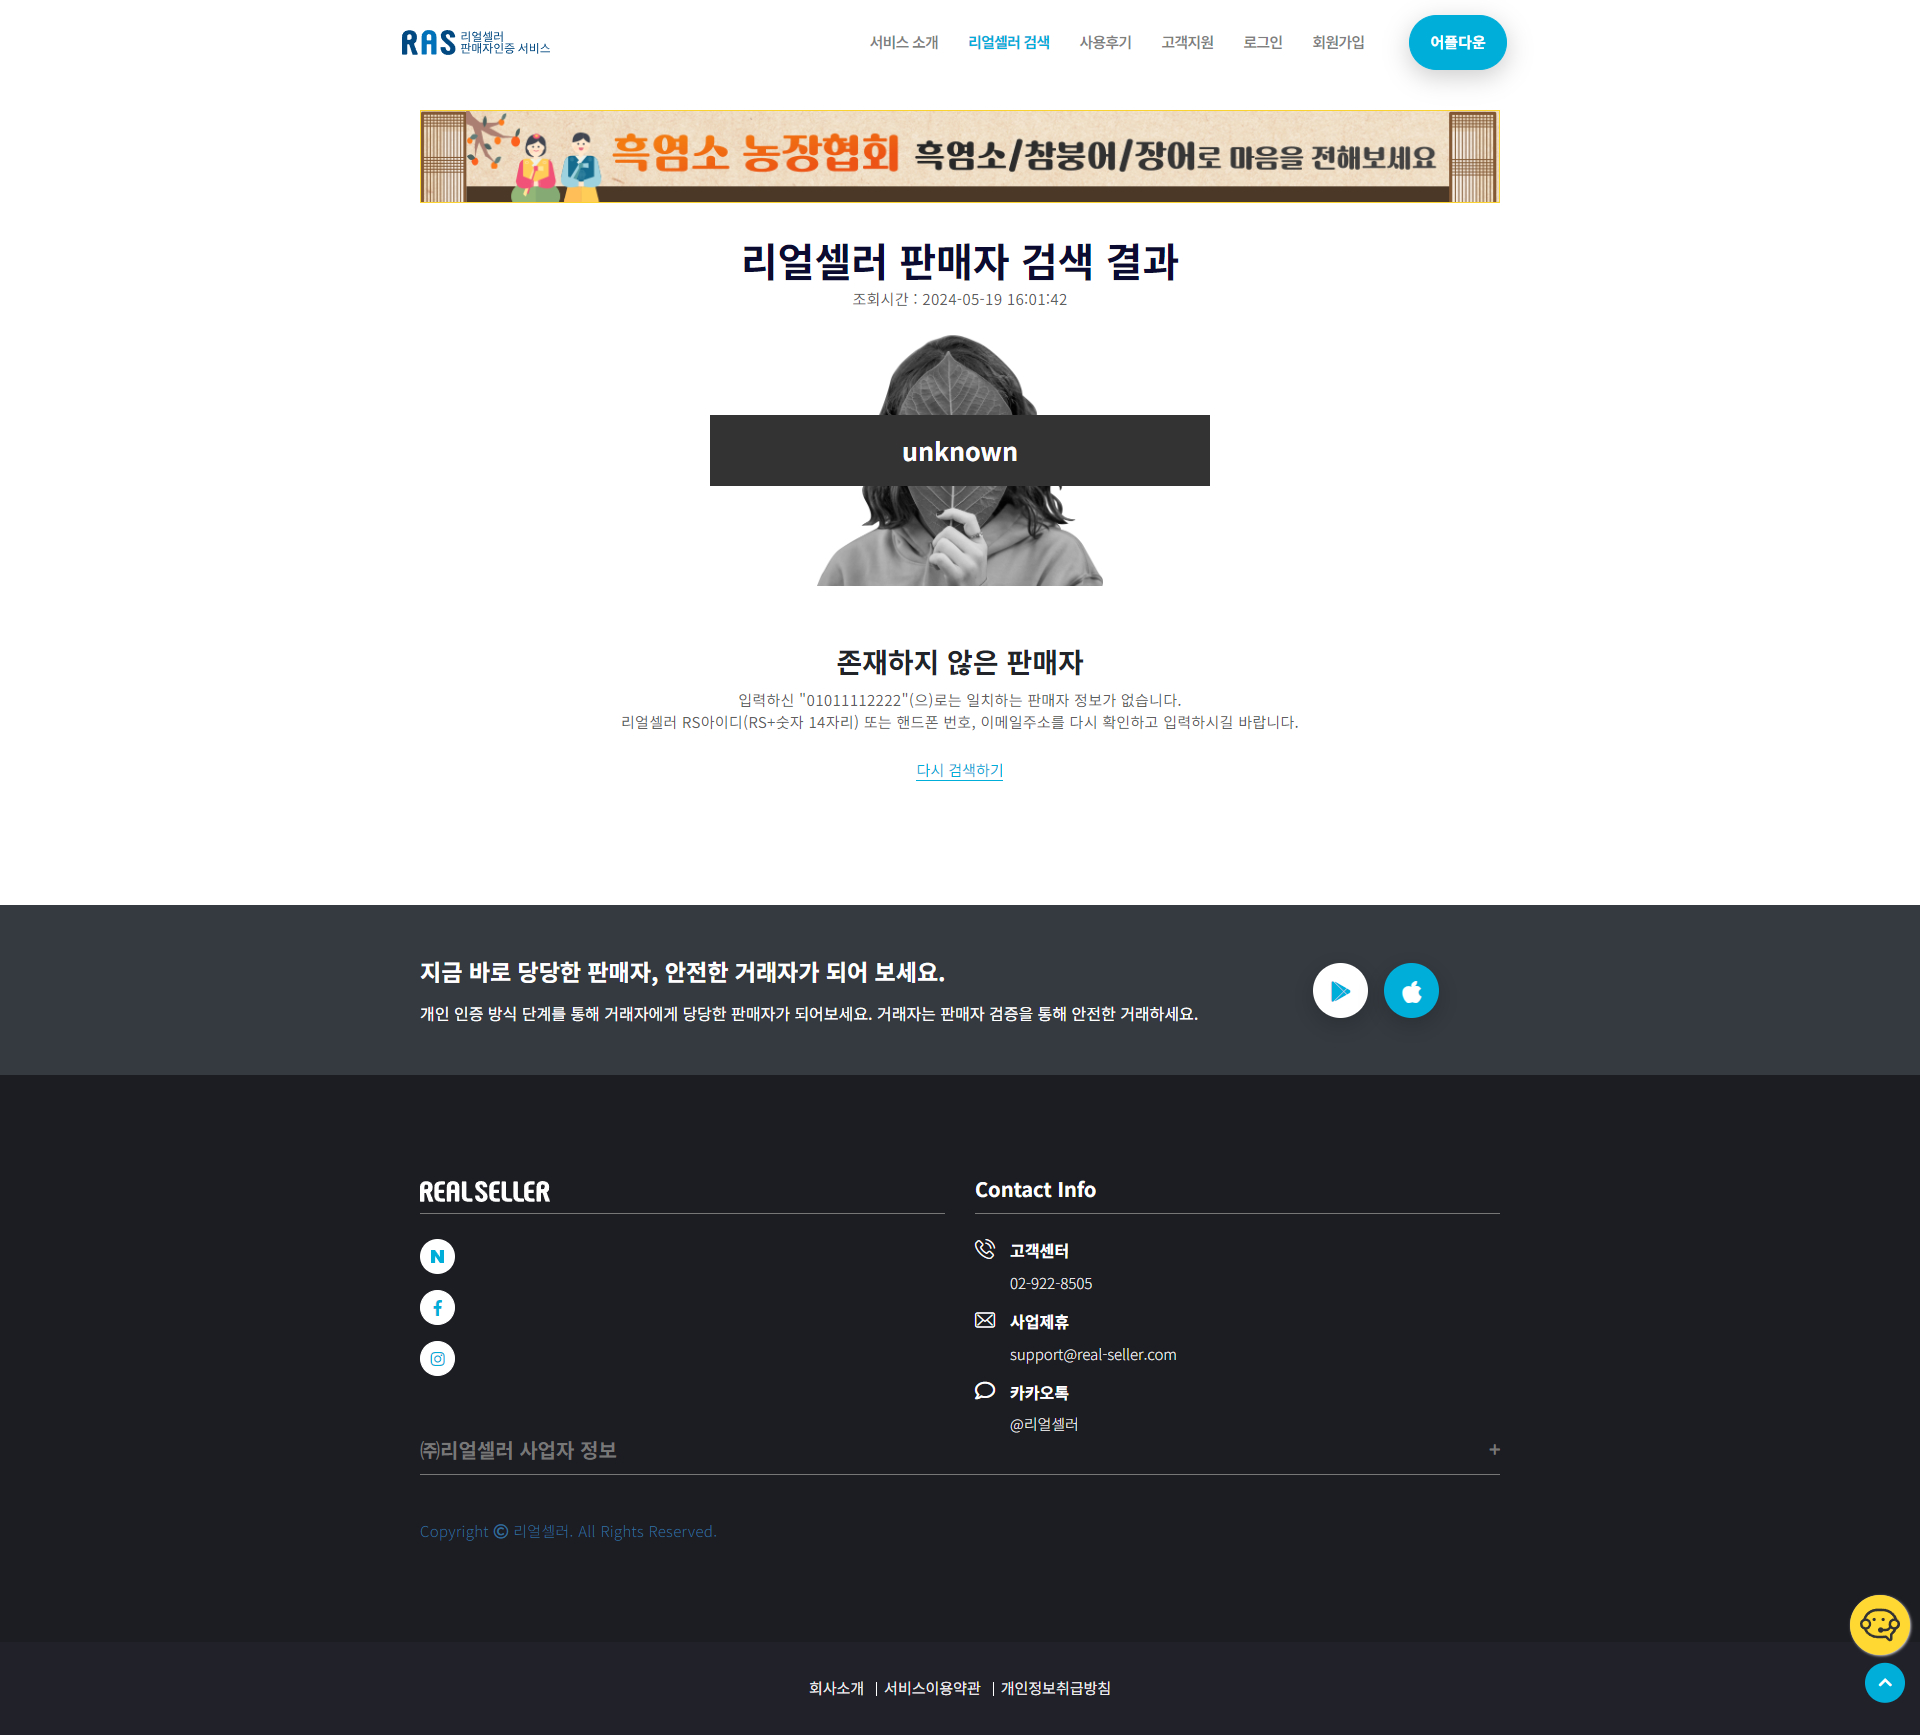 RAS 리얼셀러
판매자인증 서비스
서비스 소개
리얼셀러 검색
사용후기
고객지원
로그인
회원가입
어플다운
흑염소 농장협회 흑염소/참붕어/장어로 마음을 전해보세요
리얼셀러 판매자 검색 결과
조회시간 : 2024-05-19 16:01:42
unknown
존재하지 않은 판매자
입력하신 "01011112222"(으)로는 일치하는 판매자 정보가 없습니다.
리얼셀러 RS아이디(RS+숫자 14자리) 또는 핸드폰 번호, 이메일주소를 다시 확인하고 입력하시길 바랍니다.
다시 검색하기
지금 바로 당당한 판매자, 안전한 거래자가 되어 보세요.
개인 인증 방식 단계를 통해 거래자에게 당당한 판매자가 되어보세요. 거래자는 판매자 검증을 통해 안전한 거래하세요.
REALSELLER
N
Contact Info
고객센터
02-922-8505
사업제휴
support@real-seller.com
카카오톡
@리얼셀러
㈜리얼셀러 사업자 정보
+
Copyright © 리얼셀러. All Rights Reserved.
회사소개 | 서비스이용약관 | 개인정보취급방침